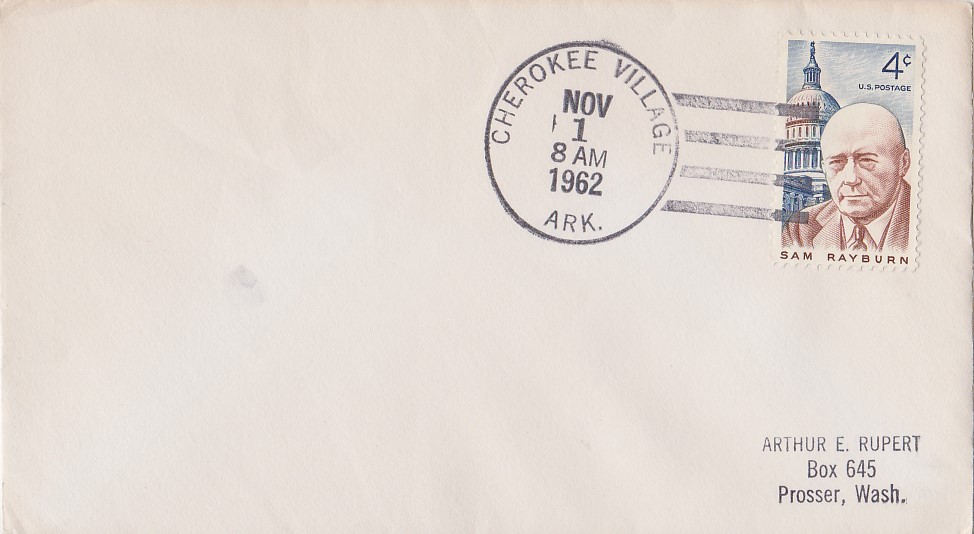 CHEROKEE VILLAGE
NOV
1
8 AM
1962
ARK.
4¢
U.S. POSTAGE
SAM RAYBURN
ARTHUR E. RUPERT
Box 645
Prosser, Wash.